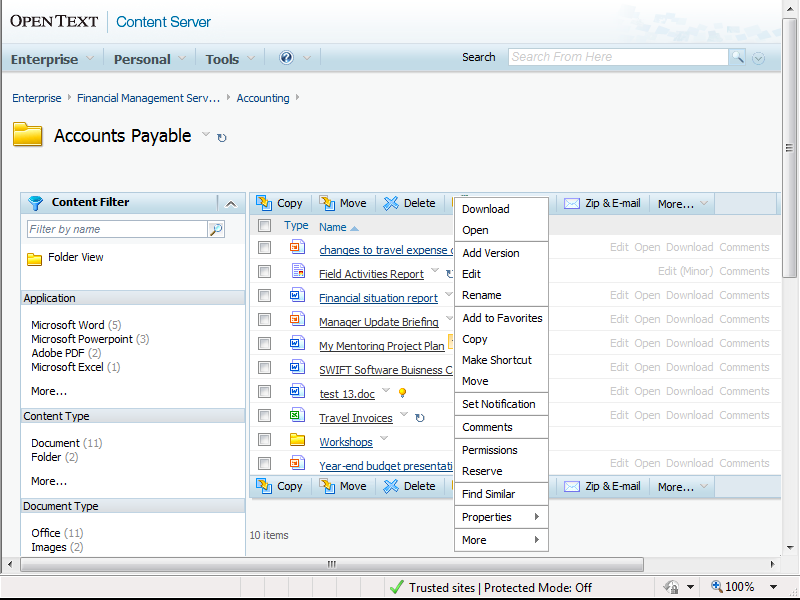 OPEN TEXT Content Server
Enterprise Personal Tools ? Search Search From Here
Enterprise Financial Management Serv... Accounting
Accounts Payable
Content Filter
Filter by name
Folder View
Application
Microsoft Word (5)
Microsoft Powerpoint (3)
Adobe PDF (2)
Microsoft Excel (1)
More...
Content Type
Document (11)
Folder (2)
More...
Document Type
Office (11)
Images (2)
Copy Move Delete Zip & E-mail More...
Type Name
changes to travel expense Edit Open Download Comments
Field Activities Report Edit (Minor) Download Comments
Financial situation report Edit Open Download Comments
Manager Update Briefing Edit Open Download Comments
My Mentoring Project Plan Edit Open Download Comments
SWIFT Software Buisness Edit Open Download Comments
test 13.doc Edit Open Download Comments
Travel Invoices Edit Open Download Comments
Workshops
Year-end budget presentati Edit Open Download Comments
Copy Move Delete Zip & E-mail More...
10 items
Download
Open
Add Version
Edit
Rename
Add to Favorites
Copy
Make Shortcut
Move
Set Notification
Comments
Permissions
Reserve
Find Similar
Properties
More
Trusted sites | Protected Mode: Off 100%